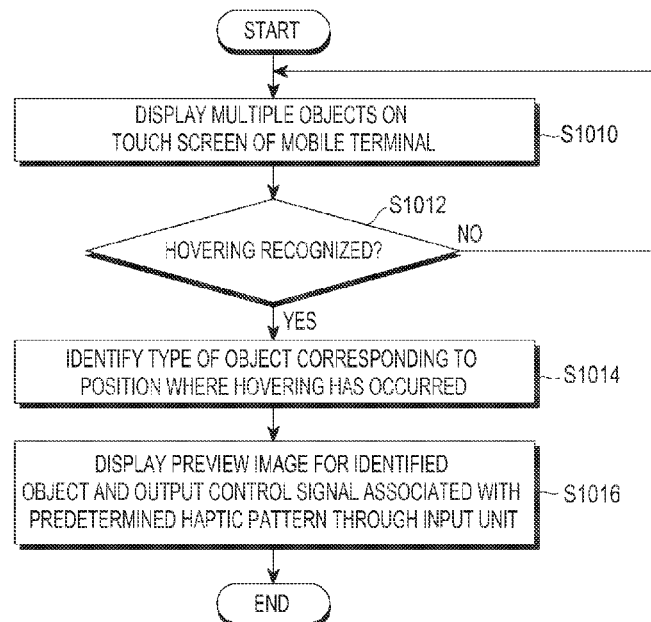 START
DISPLAY MULTIPLE OBJECTS ON
TOUCH SCREEN OF MOBILE TERMINAL
S1010
S1012
HOVERING RECOGNIZED?
NO
YES
IDENTIFY TYPE OF OBJECT CORRESPONDING TO
POSITION WHERE HOVERING HAS OCCURRED
S1014
DISPLAY PREVIEW IMAGE FOR IDENTIFIED
OBJECT AND OUTPUT CONTROL SIGNAL ASSOCIATED WITH
PREDETERMINED HAPTIC PATTERN THROUGH INPUT UNIT
S1016
END